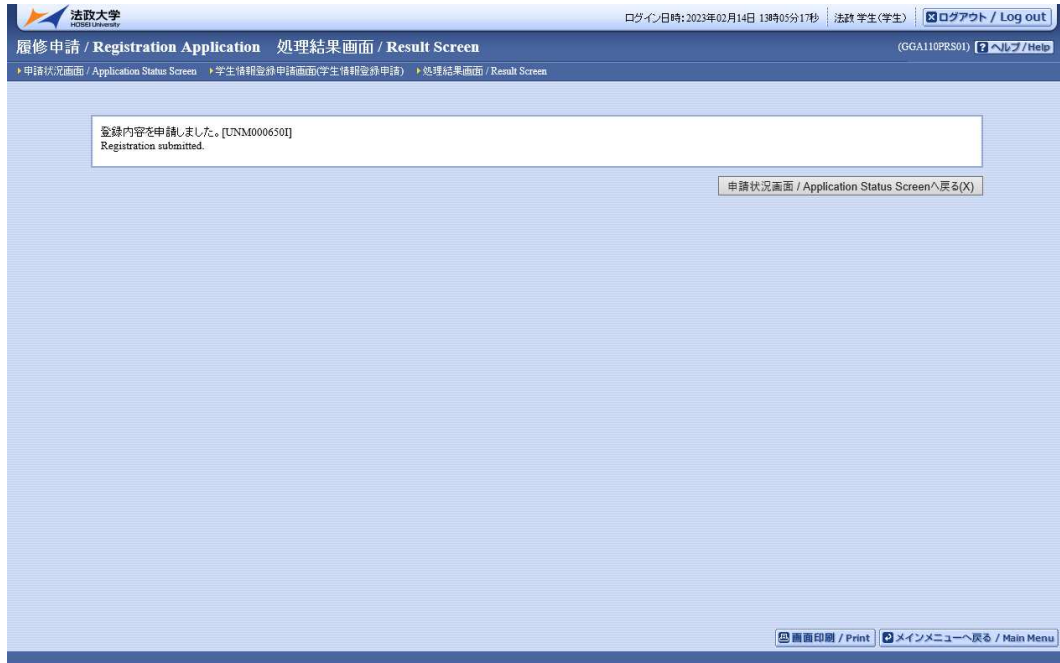 法政大学
HOSEI University
ログイン日時:2023年02月14日 13時05分17秒 法政 学生(学生) ログアウト / Log out
履修申請 / Registration Application 処理結果画面 / Result Screen (GGA110PRS01) ヘルプ/Help
申請状況画面 / Application Status Screen 学生情報登録申請画面(学生情報登録申請) 処理結果画面 / Result Screen
登録内容を申請しました。[UNM000650I]
Registration submitted.
申請状況画面 / Application Status Screenへ戻る(X)
画面印刷 / Print メインメニューへ戻る / Main Menu